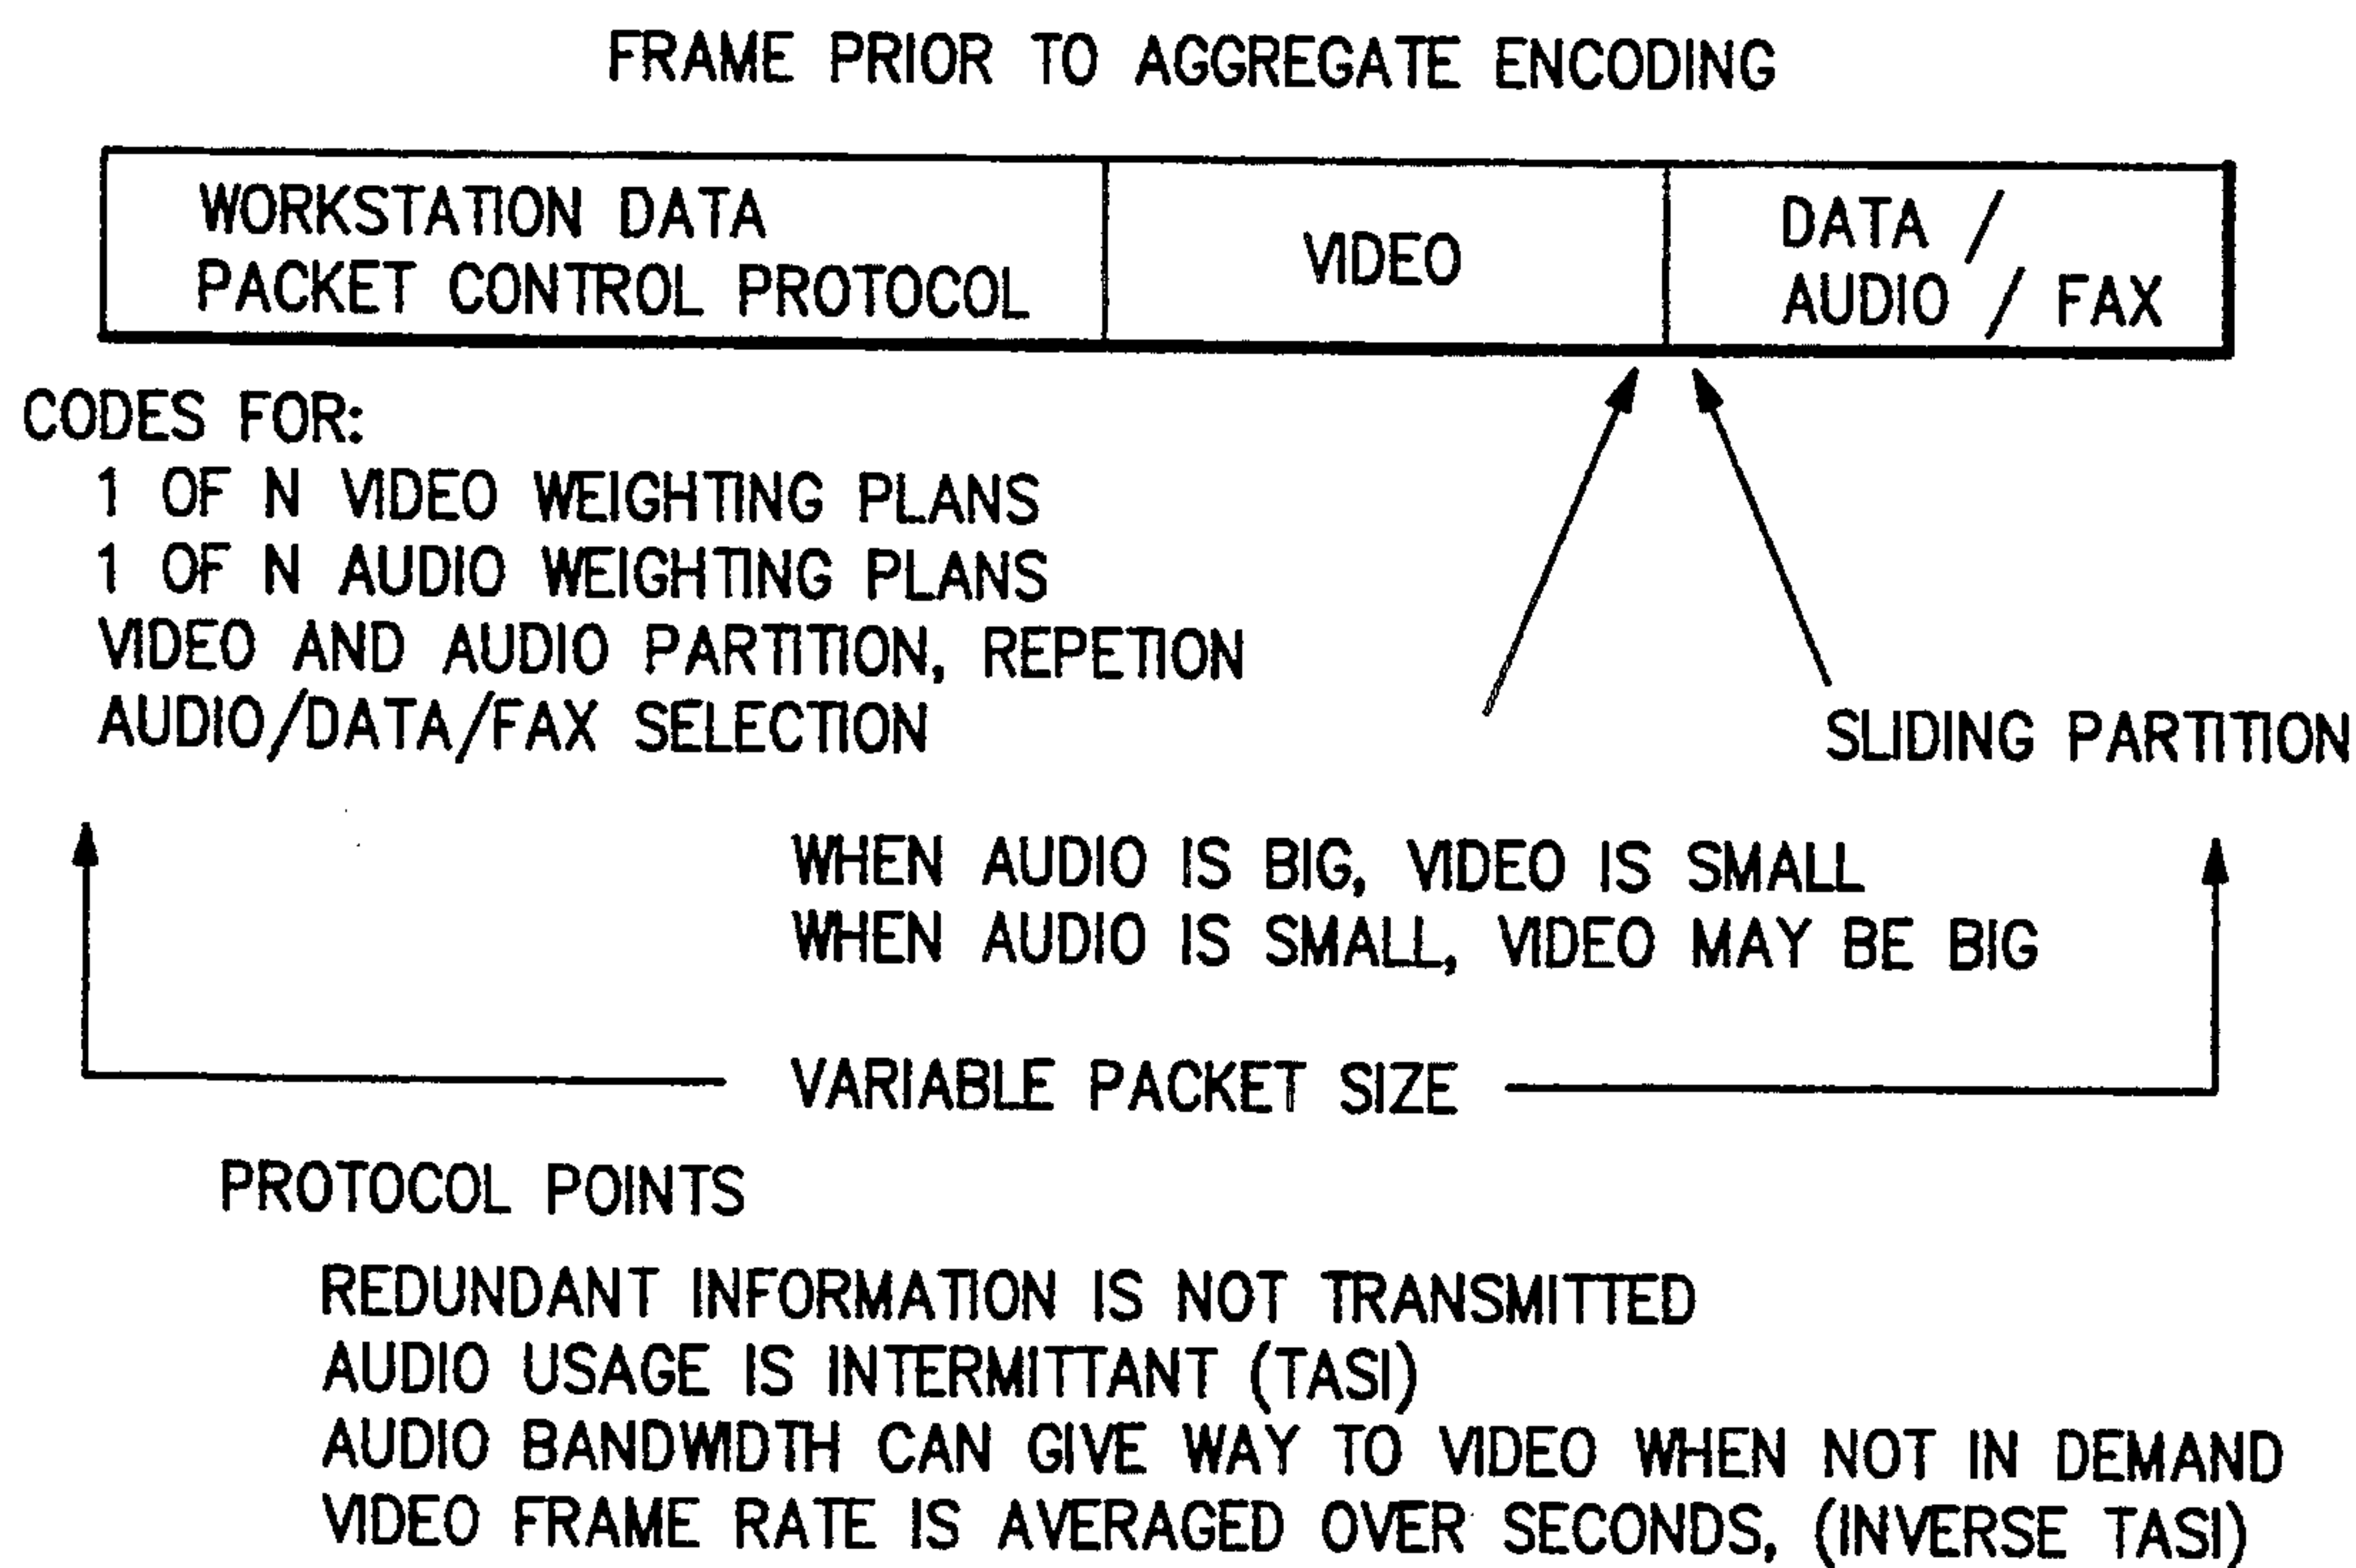 FRAME PRIOR TO AGGREGATE ENCODING
WORKSTATION DATA
PACKET CONTROL PROTOCOL
VIDEO
DATA /
AUDIO / FAX
CODES FOR:
1 OF N VIDEO WEIGHTING PLANS
1 OF N AUDIO WEIGHTING PLANS
VIDEO AND AUDIO PARTITION, REPETION
AUDIO/DATA/FAX SELECTION
SLIDING PARTITION
WHEN AUDIO IS BIG, VIDEO IS SMALL
WHEN AUDIO IS SMALL, VIDEO MAY BE BIG
VARIABLE PACKET SIZE
PROTOCOL POINTS
REDUNDANT INFORMATION IS NOT TRANSMITTED
AUDIO USAGE IS INTERMITTANT (TASI)
AUDIO BANDWIDTH CAN GIVE WAY TO VIDEO WHEN NOT IN DEMAND
VIDEO FRAME RATE IS AVERAGED OVER SECONDS, (INVERSE TASI)